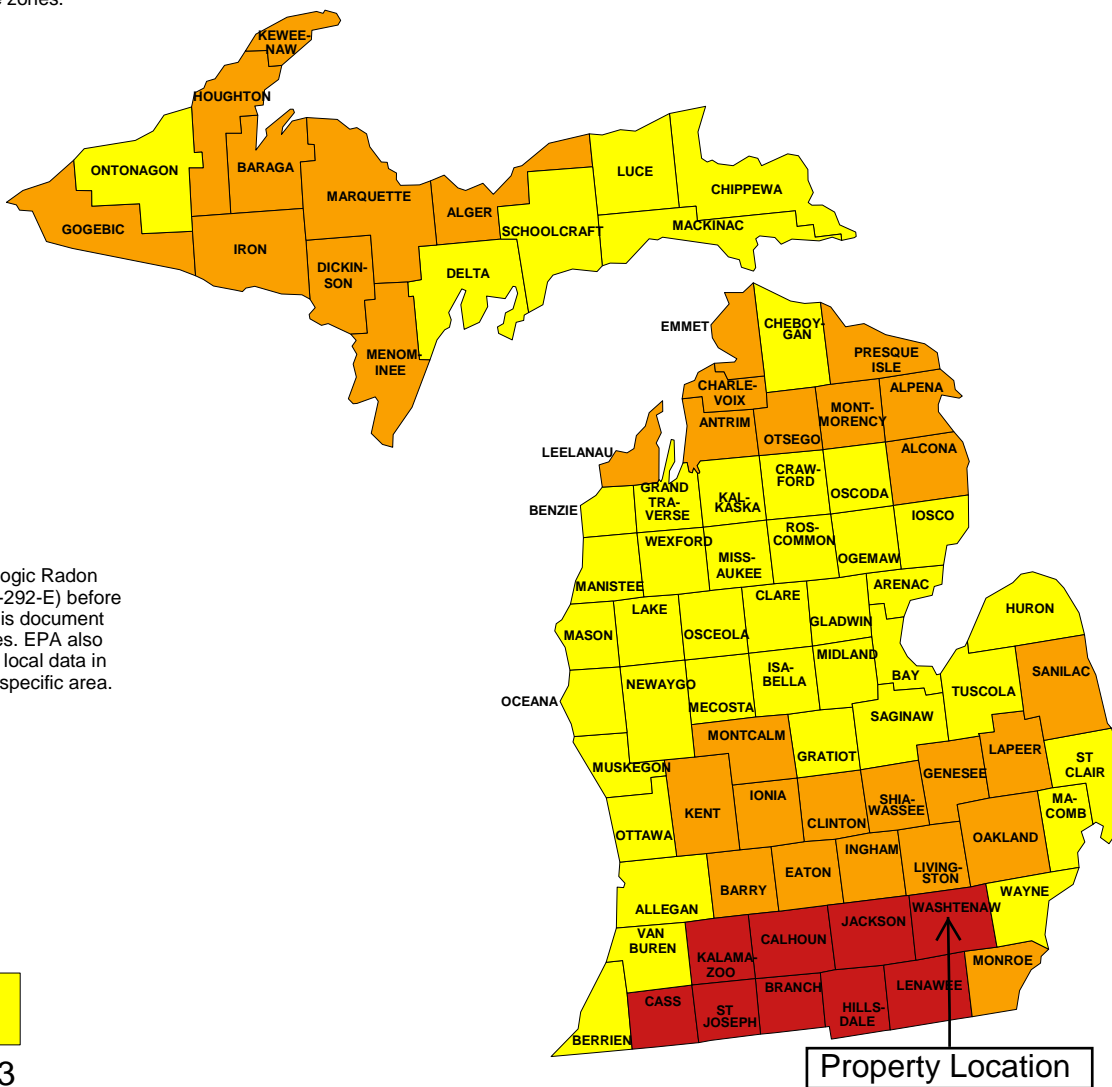 zones.
KEWEE-
NAW
HOUGHTON
ONTONAGON
BARAGA
LUCE
MARQUETTE
CHIPPEWA
ALGER
GOGEBIC
SCHOOLCRAFT
MACKINAC
IRON
DICKIN-
SON
DELTA
EMMET
CHEBOY-
GAN
MENOM-
INEE
PRESQUE
ISLE
CHARLE-
VOIX
ALPENA
MONT-
MORENCY
ANTRIM
OTSEGO
LEELANAU
ALCONA
CRAW-
FORD
GRAND
TRA-
VERSE
KAL-
KASKA
OSCODA
BENZIE
IOSCO
WEXFORD
ROS-
COMMON
MISS-
AUKEE
OGEMAW
ogic Radon
-292-E) before
is document
es. EPA also
local data in
specific area.
MANISTEE
ARENAC
CLARE
LAKE
HURON
GLADWIN
MASON
OSCEOLA
MIDLAND
ISA-
BELLA
SANILAC
BAY
NEWAYGO
TUSCOLA
OCEANA
MECOSTA
SAGINAW
MONTCALM
LAPEER
GRATIOT
ST
CLAIR
MUSKEGON
GENESEE
IONIA
SHIA-
WASSEE
MA-
COMB
KENT
CLINTON
OTTAWA
OAKLAND
INGHAM
EATON
LIVING-
STON
BARRY
WAYNE
ALLEGAN
WASHTENAW
JACKSON
VAN
BUREN
CALHOUN
KALAMA-
ZOO
MONROE
BRANCH
LENAWEE
CASS
ST
JOSEPH
HILLS-
DALE
BERRIEN
Property Location
3